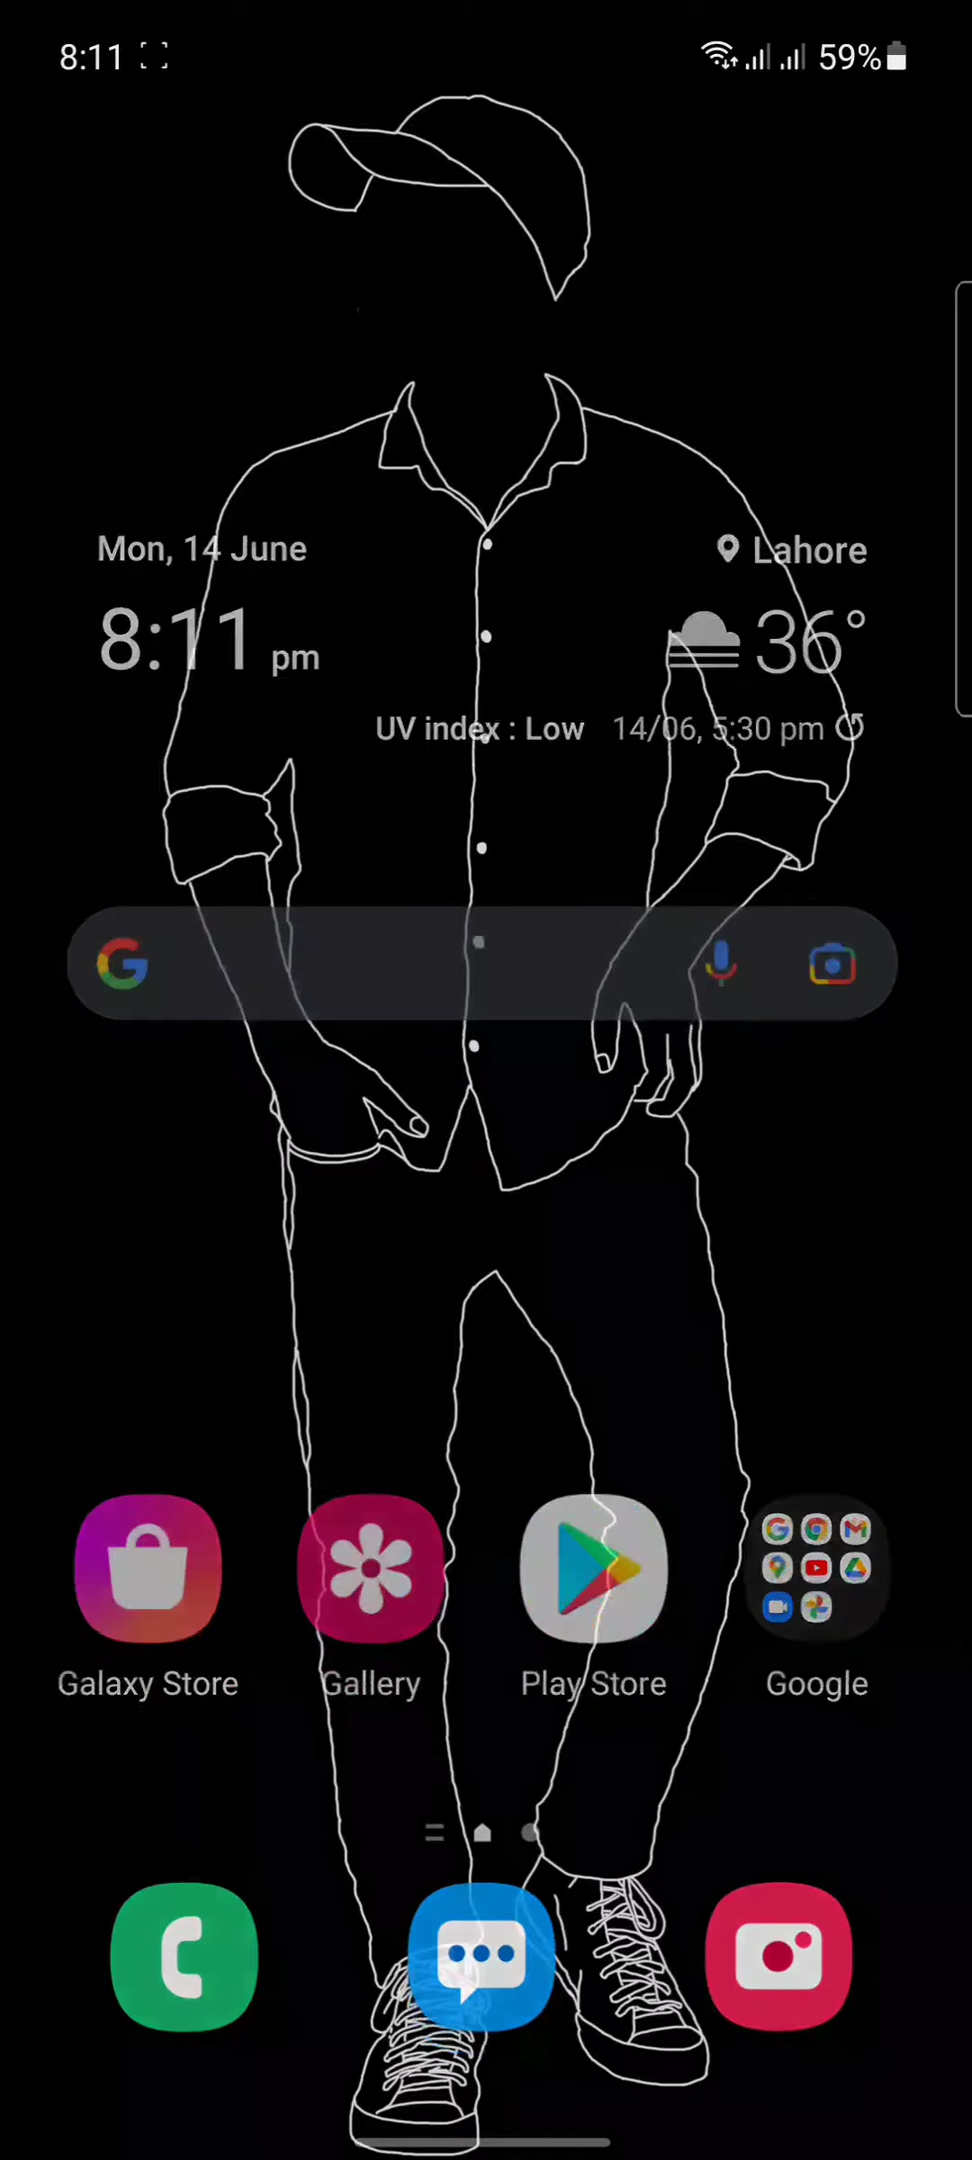 8:11 59%
Mon, 14 June Lahore
8:11 pm 36°
UV index : Low 14/06, 5:30 pm
Galaxy Store Gallery Play Store Google